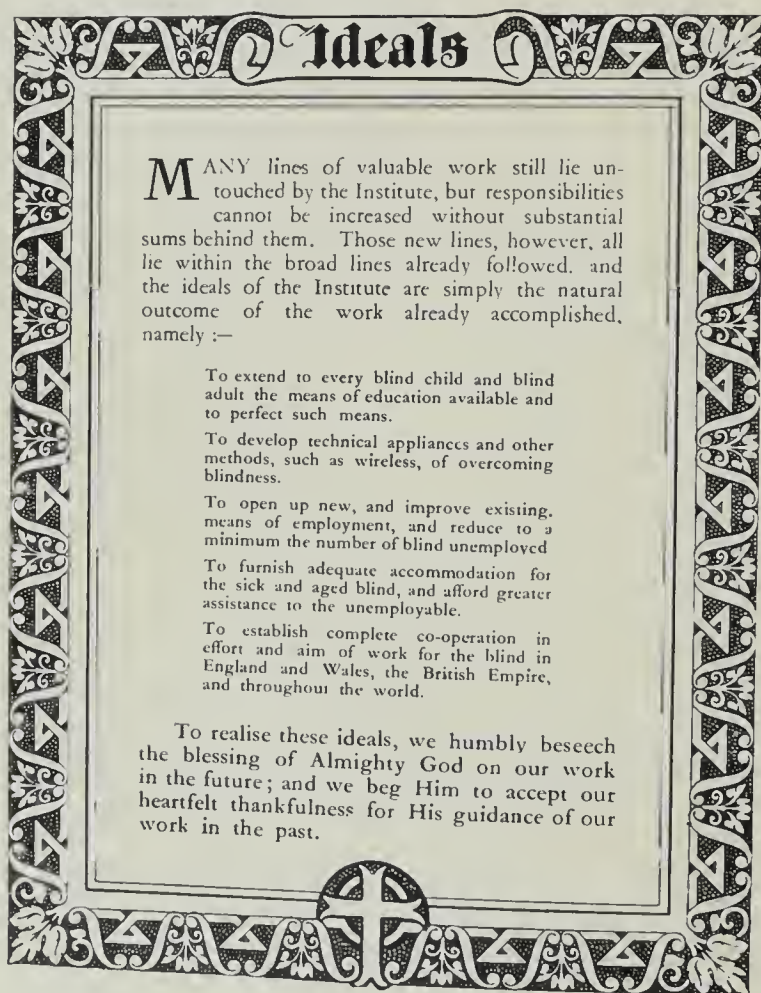 Ideals
MANY lines of valuable work still lie un-
touched by the Institute, but responsibilities
cannot be increased without substantial
sums behind them. Those new lines, however, all
lie within the broad lines already followed, and
the ideals of the Institute are simply the natural
outcome of the work already accomplished,
namely :—
To extend to every blind child and blind
adult the means of education available and
to perfect such means.
To develop technical appliances and other
methods, such as wireless, of overcoming
blindness.
To open up new, and improve existing,
means of employment, and reduce to a
minimum the number of blind unemployed
To furnish adequate accommodation for
the sick and aged blind, and afford greater
assistance to the unemployable.
To establish complete co-operation in
effort and aim of work for the blind in
England and Wales, the British Empire,
and throughout the world.
To realise these ideals, we humbly beseech
the blessing of Almighty God on our work
in the future; and we beg Him to accept our
heartfelt thankfulness for His guidance of our
work in the past.